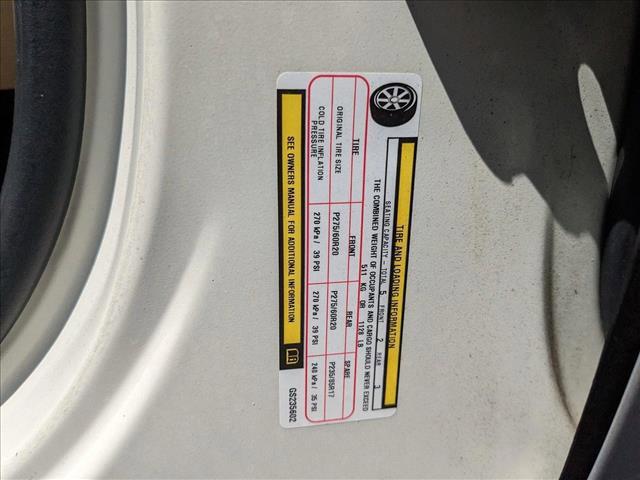 TIRE AND LOADING INFORMATION
SEATING CAPACITY - TOTAL 5 FRONT 2 REAR 3
THE COMBINED WEIGHT OF OCCUPANTS AND CARGO SHOULD NEVER EXCEED
511 KG OR 1128 LB
TIRE FRONT REAR SPARE
ORIGINAL TIRE SIZE P275/60R20 P275/60R20 P235/85R17
COLD TIRE INFLATION
PRESSURE 270 kPa / 39 PSI 270 kPa / 39 PSI 240 kPa / 35 PSI
SEE OWNERS MANUAL FOR ADDITIONAL INFORMATION
GS235602